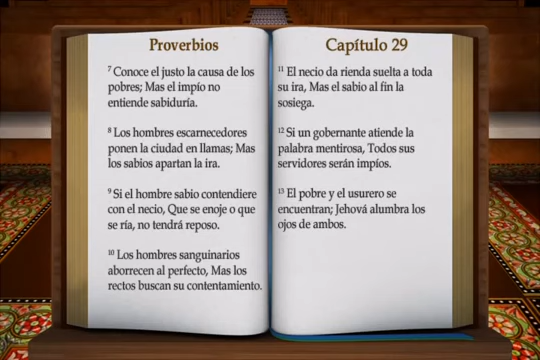 Proverbios
7 Conoce el justo la causa de los
pobres; Mas el impío no
entiende sabiduría.
8 Los hombres escarnecedores
ponen la ciudad en llamas; Mas
los sabios apartan la ira.
9 Si el hombre sabio contendiere
con el necio, Que se enoje o que
se ría, no tendrá reposo.
10 Los hombres sanguinarios
aborrecen al perfecto, Mas los
rectos buscan su contentamiento.
Capítulo 29
11 El necio da rienda suelta a toda
su ira, Mas el sabio al fin la
sosiega.
12 Si un gobernante atiende la
palabra mentirosa, Todos sus
servidores serán impíos.
13 El pobre y el usurero se
encuentran; Jehová alumbra los
ojos de ambos.